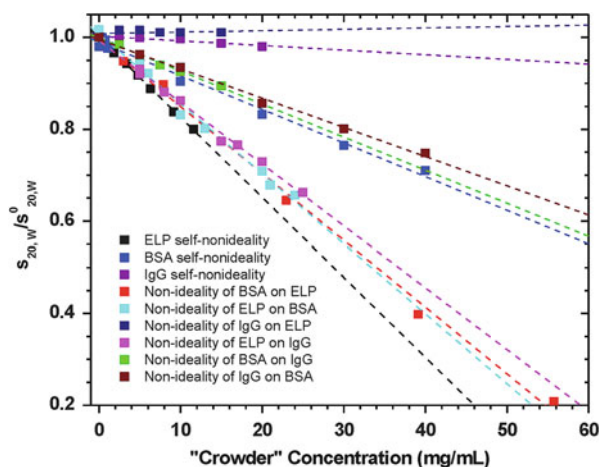 s20, W/s020,W
1.0
0.8
0.6
0.4
0.2
ELP self-nonideality
BSA self-nonideality
IgG self-nonideality
Non-ideality of BSA on ELP
Non-ideality of ELP on BSA
Non-ideality of IgG on ELP
Non-ideality of ELP on IgG
Non-ideality of BSA on IgG
Non-ideality of IgG on BSA
0 10 20 30 40 50 60
"Crowder" Concentration (mg/mL)